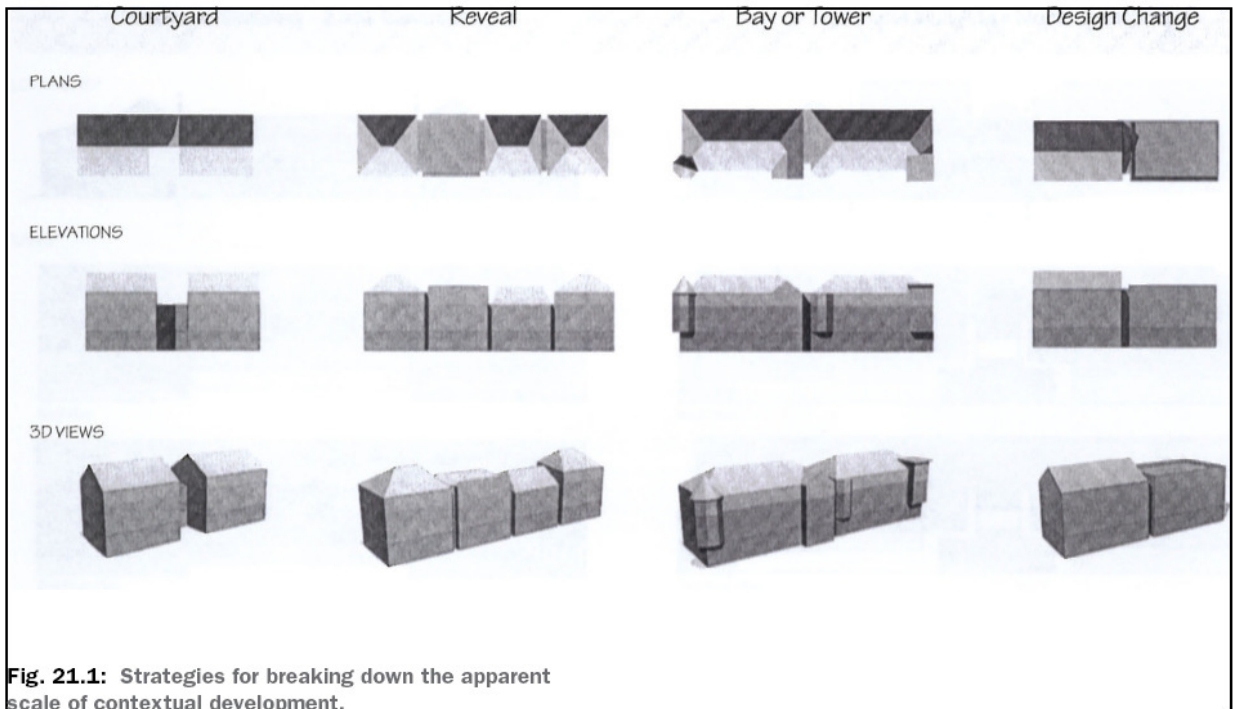 Courtyard
Reveal
Bay or Tower
Design Change
PLANS
ELEVATIONS
3D VIEWS
Fig. 21.1: Strategies for breaking down the apparent
scale of contextual development.